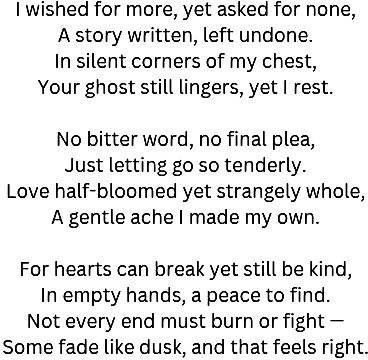 I wished for more, yet asked for none,
A story written, left undone.
In silent corners of my chest,
Your ghost still lingers, yet I rest.

No bitter word, no final plea,
Just letting go so tenderly.
Love half-bloomed yet strangely whole,
A gentle ache I made my own.

For hearts can break yet still be kind,
In empty hands, a peace to find.
Not every end must burn or fight —
Some fade like dusk, and that feels right.